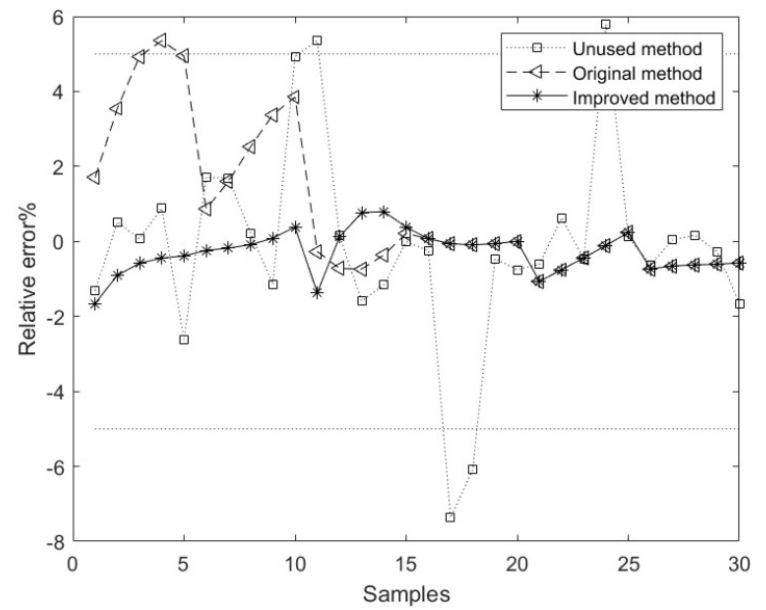 6
4
2
0
-2
-4
-6
-8
Relative error%
Unused method
Original method
Improved method
0 5 10 15 20 25 30
Samples